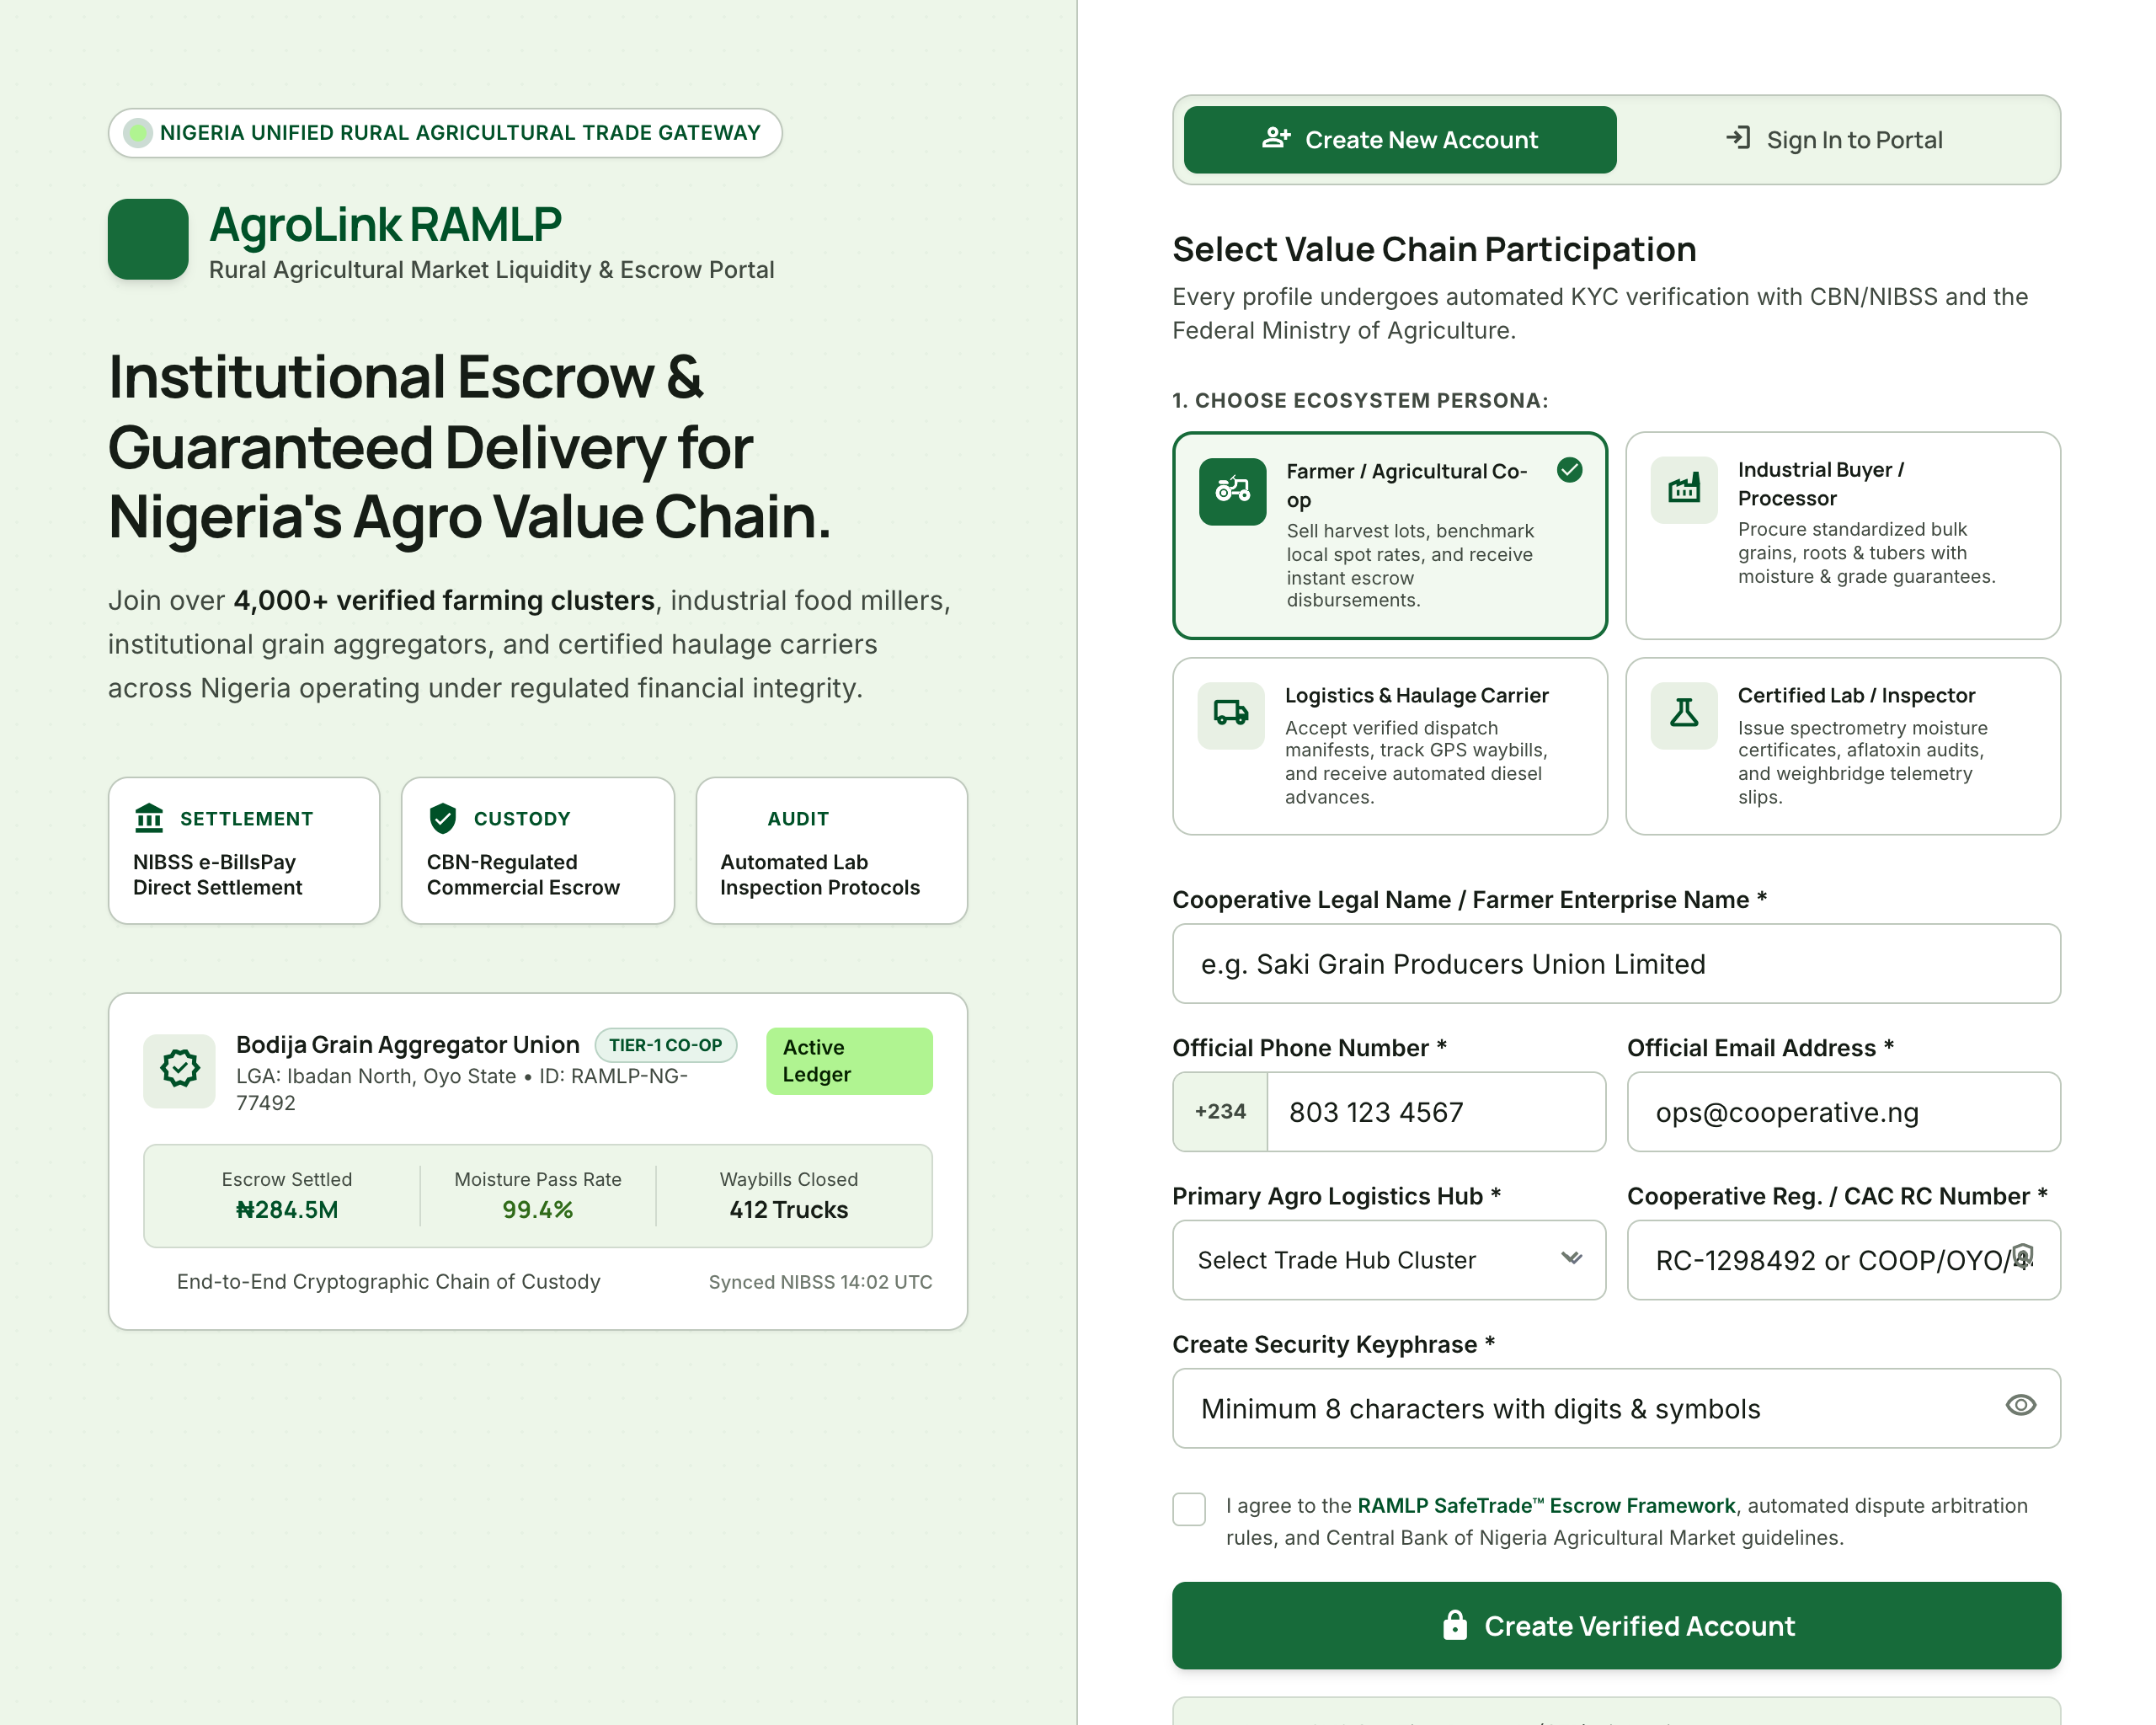 NIGERIA UNIFIED RURAL AGRICULTURAL TRADE GATEWAY
AgroLink RAMLP
Rural Agricultural Market Liquidity & Escrow Portal
Institutional Escrow &
Guaranteed Delivery for
Nigeria's Agro Value Chain.
Join over 4,000+ verified farming clusters, industrial food millers,
institutional grain aggregators, and certified haulage carriers
across Nigeria operating under regulated financial integrity.
SETTLEMENT
NIBSS e-BillsPay
Direct Settlement
CUSTODY
CBN-Regulated
Commercial Escrow
AUDIT
Automated Lab
Inspection Protocols
Bodija Grain Aggregator Union
TIER-1 CO-OP
LGA: Ibadan North, Oyo State • ID: RAMLP-NG-
77492
Active
Ledger
Escrow Settled
₦284.5M
Moisture Pass Rate
99.4%
Waybills Closed
412 Trucks
End-to-End Cryptographic Chain of Custody
Synced NIBSS 14:02 UTC
Create New Account
Sign In to Portal
Select Value Chain Participation
Every profile undergoes automated KYC verification with CBN/NIBSS and the
Federal Ministry of Agriculture.
1. CHOOSE ECOSYSTEM PERSONA:
Farmer / Agricultural Co-
op
Sell harvest lots, benchmark
local spot rates, and receive
instant escrow
disbursements.
Industrial Buyer /
Processor
Procure standardized bulk
grains, roots & tubers with
moisture & grade guarantees.
Logistics & Haulage Carrier
Accept verified dispatch
manifests, track GPS waybills,
and receive automated diesel
advances.
Certified Lab / Inspector
Issue spectrometry moisture
certificates, aflatoxin audits,
and weighbridge telemetry
slips.
Cooperative Legal Name / Farmer Enterprise Name *
e.g. Saki Grain Producers Union Limited
Official Phone Number *
+234
803 123 4567
Official Email Address *
ops@cooperative.ng
Primary Agro Logistics Hub *
Select Trade Hub Cluster
Cooperative Reg. / CAC RC Number *
RC-1298492 or COOP/OYO/
Create Security Keyphrase *
Minimum 8 characters with digits & symbols
I agree to the RAMLP SafeTrade™ Escrow Framework, automated dispute arbitration
rules, and Central Bank of Nigeria Agricultural Market guidelines.
Create Verified Account